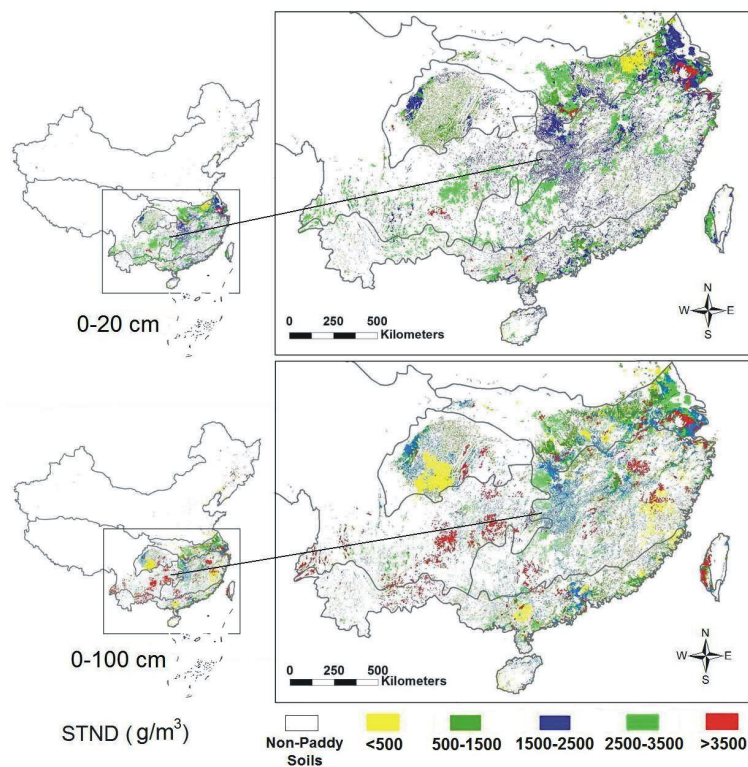 N
W E
S
0 250 500
Kilometers
0-20 cm
N
W E
S
0 250 500
Kilometers
0-100 cm
STND (g/m³)
Non-Paddy
Soils
<500
500-1500
1500-2500
2500-3500
>3500